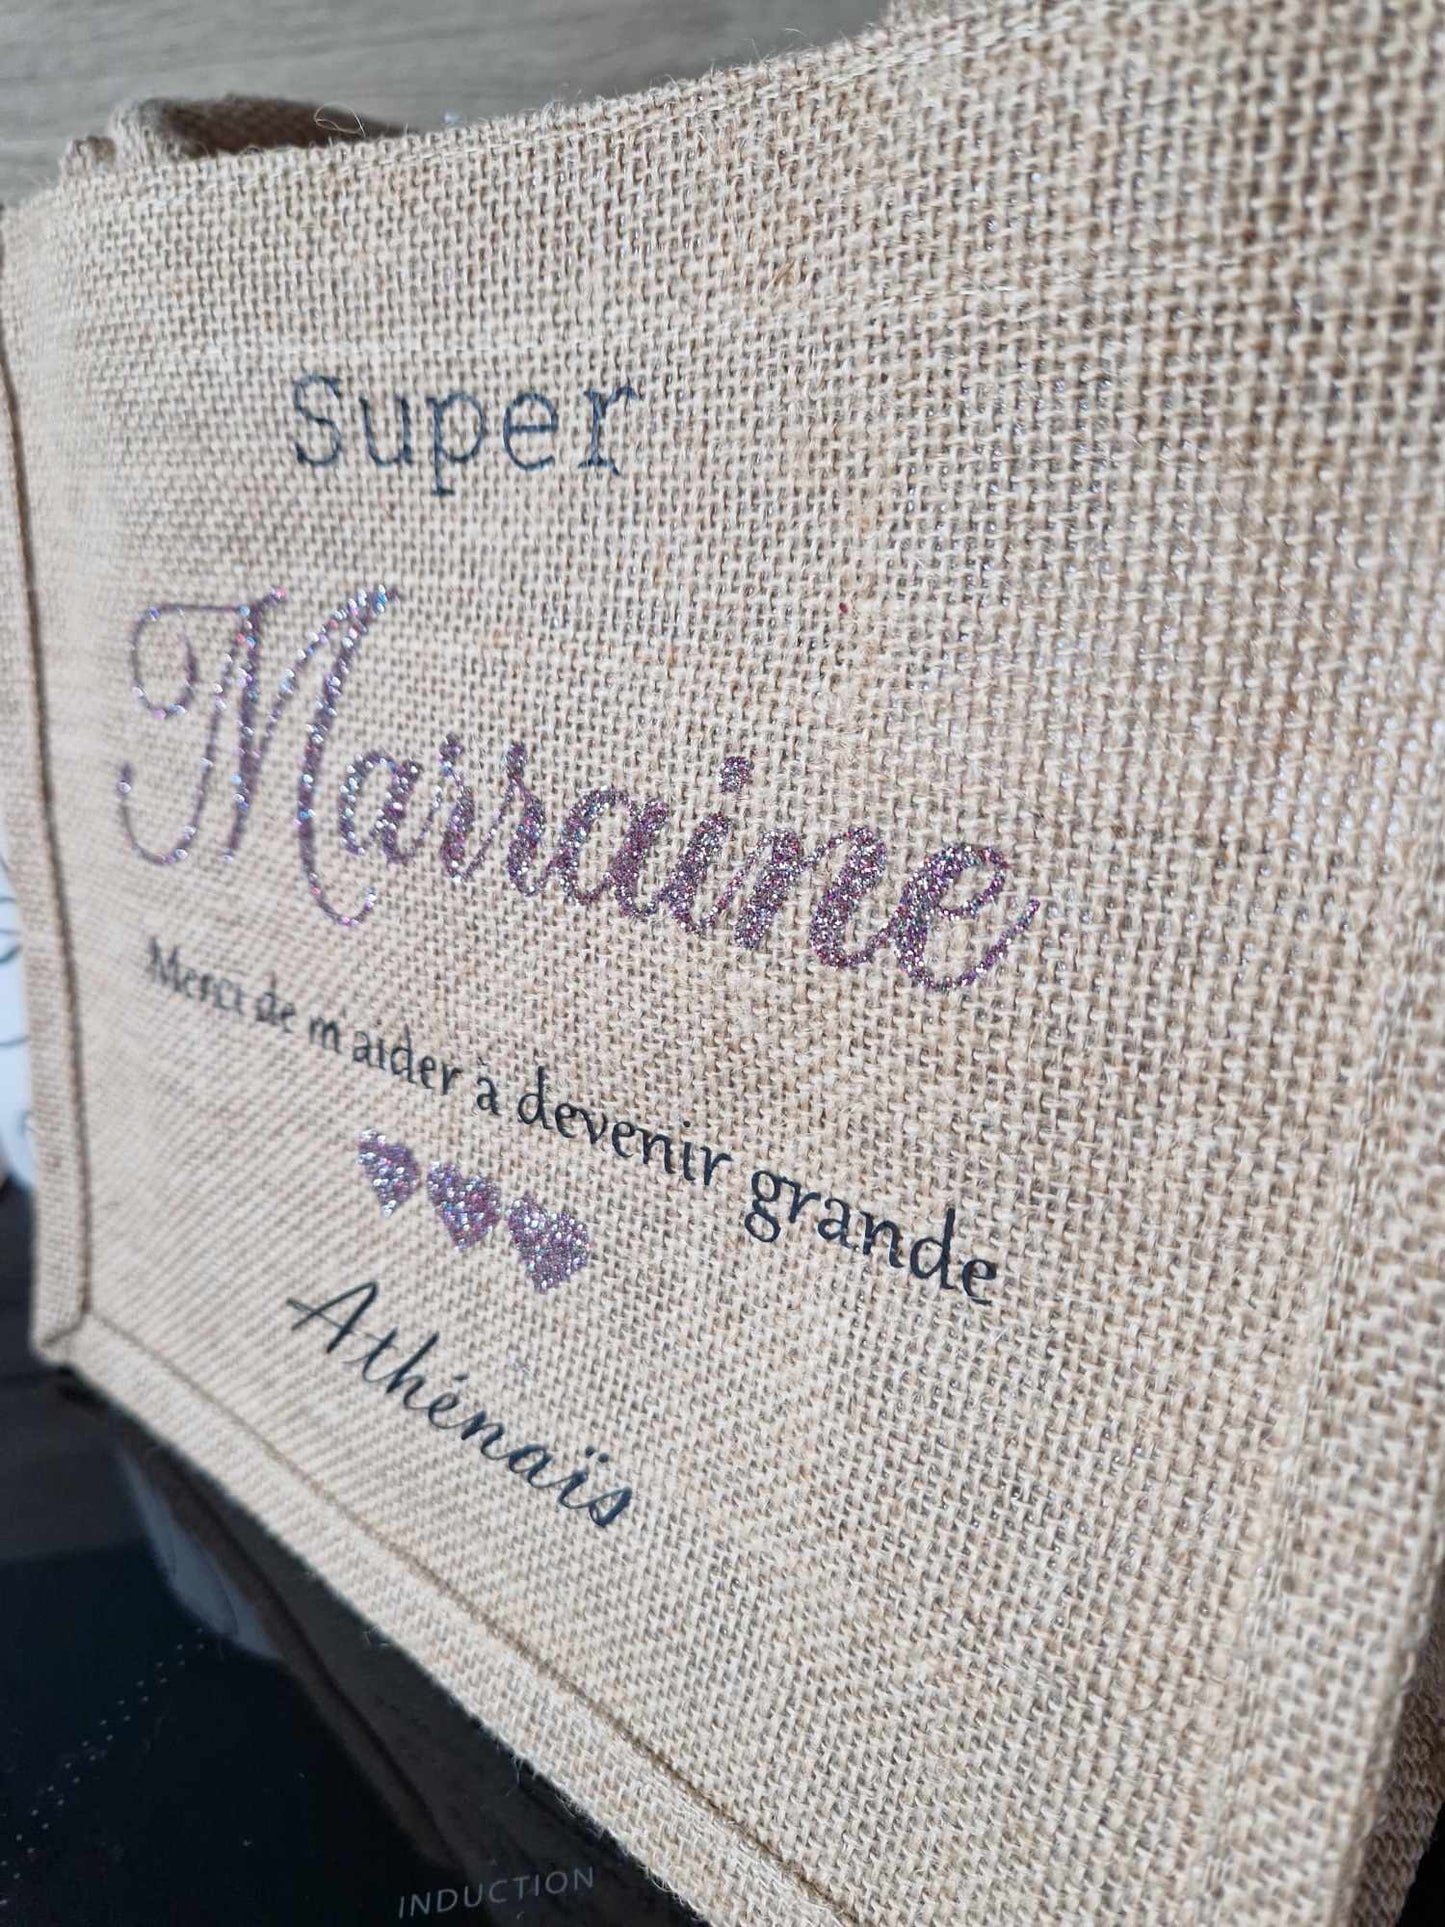 Super
Marraine
Merci de m'aider à devenir grande
Athénaïs
INDUCTION